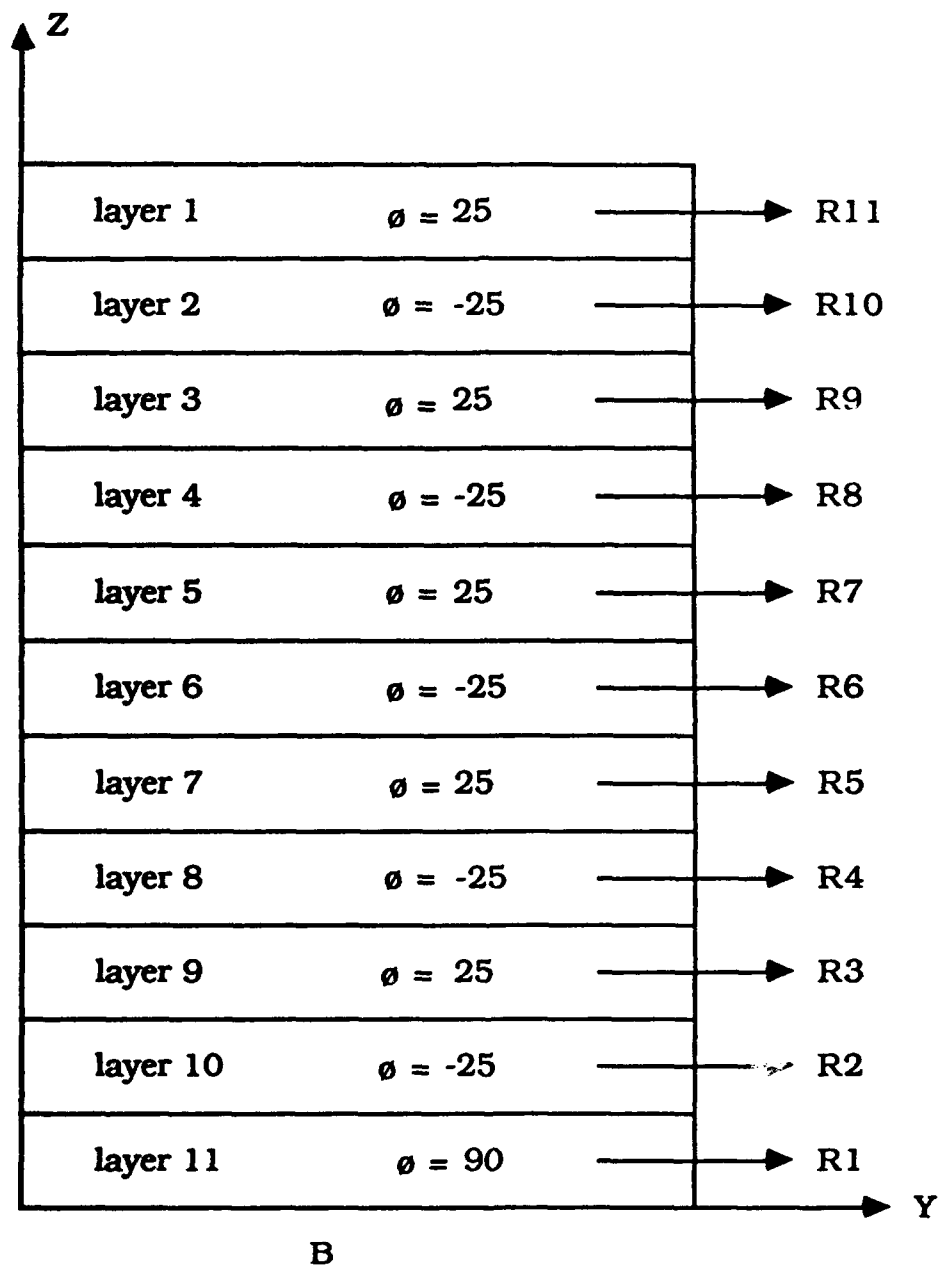 Z
layer 1 ø = 25 R11
layer 2 ø = -25 R10
layer 3 ø = 25 R9
layer 4 ø = -25 R8
layer 5 ø = 25 R7
layer 6 ø = -25 R6
layer 7 ø = 25 R5
layer 8 ø = -25 R4
layer 9 ø = 25 R3
layer 10 ø = -25 R2
layer 11 ø = 90 R1
Y
B